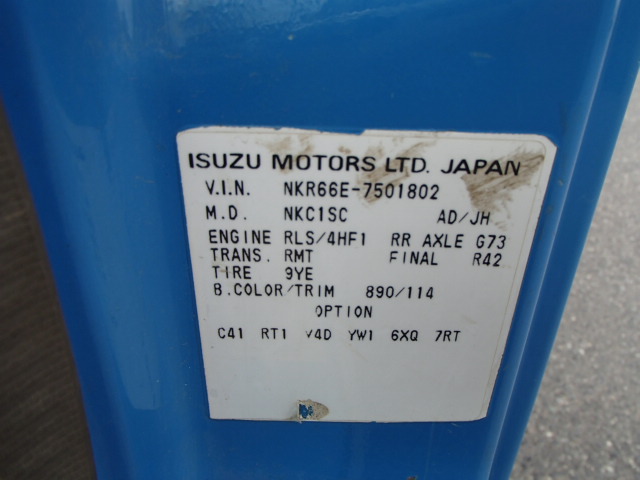 ISUZU MOTORS LTD. JAPAN
V.I.N. NKR66E-7501802
M.D. NKC1SC AD/JH
ENGINE RLS/4HF1 RR AXLE G73
TRANS. RMT FINAL R42
TIRE 9YE
B.COLOR/TRIM 890/114
OPTION
C41 RT1 V4D YW1 6XQ 7RT